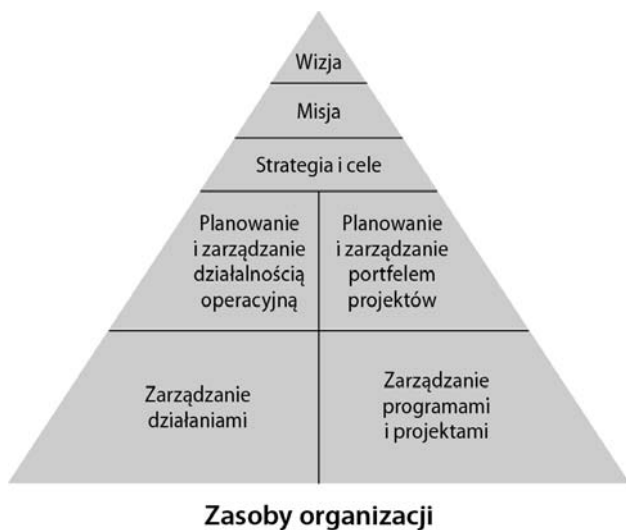 Wizja
Misja
Strategia i cele
Planowanie
i zarządzanie
działalnością
operacyjną
Planowanie
i zarządzanie
portfelem
projektów
Zarządzanie
działaniami
Zarządzanie
programami
i projektami
Zasoby organizacji